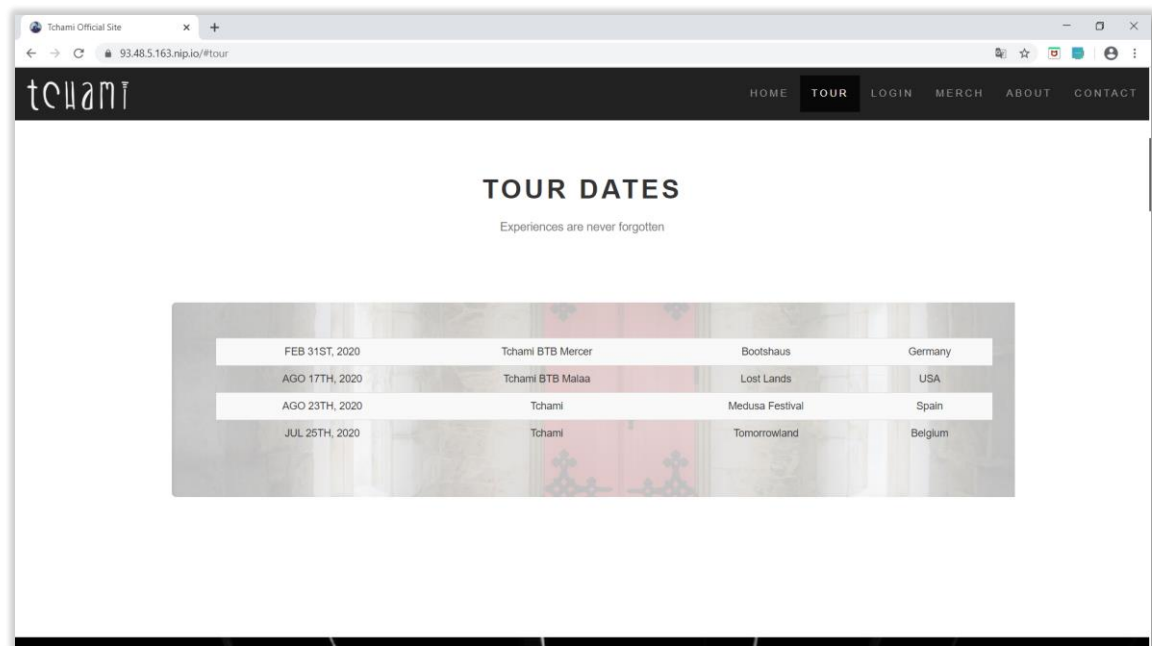 Tchami Official Site
93.48.5.163.nip.io/#tour
tchami
HOME TOUR LOGIN MERCH ABOUT CONTACT
TOUR DATES
Experiences are never forgotten
FEB 31ST, 2020 Tchami BTB Mercer Bootshaus Germany
AGO 17TH, 2020 Tchami BTB Malaa Lost Lands USA
AGO 23TH, 2020 Tchami Medusa Festival Spain
JUL 25TH, 2020 Tchami Tomorrowland Belgium